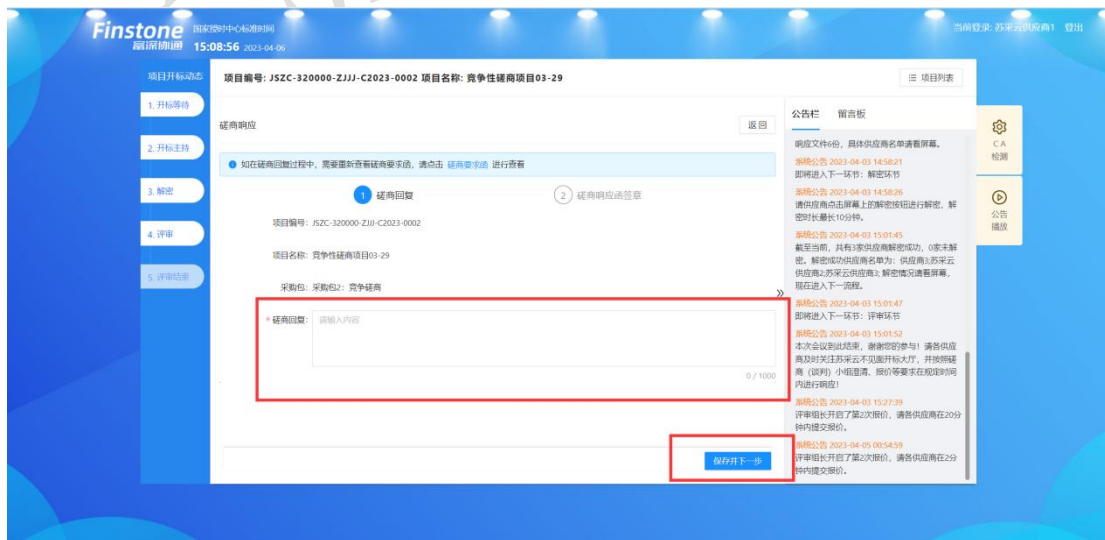 Finstone 国家授时中心标准时间
富深协通 15:08:56 2023-04-06
当前登录: 苏采云供应商1 登出
项目开标动态
1. 开标等待
2. 开标主持
3. 解密
4. 评审
5. 评审结束
项目编号: JSZC-320000-ZJJJ-C2023-0002 项目名称: 竞争性磋商项目03-29
项目列表
磋商响应
返 回
如在磋商回复过程中，需要重新查看磋商要求函，请点击 磋商要求函 进行查看
1 磋商回复
2 磋商响应函签章
项目编号: JSZC-320000-ZJJJ-C2023-0002
项目名称: 竞争性磋商项目03-29
采购包: 采购包2：竞争磋商
* 磋商回复: 请输入内容
0 / 1000
保存并下一步
»
公告栏 留言板
响应文件6份，具体供应商名单请看屏幕。
系统公告 2023-04-03 14:58:21
即将进入下一环节：解密环节
系统公告 2023-04-03 14:58:26
请供应商点击屏幕上的解密按钮进行解密，解
密时长最长10分钟。
系统公告 2023-04-03 15:01:45
截至当前，共有3家供应商解密成功，0家未解
密。解密成功供应商名单为：供应商3;苏采云
供应商2;苏采云供应商3; 解密情况请看屏幕，
现在进入下一流程。
系统公告 2023-04-03 15:01:47
即将进入下一环节：评审环节
系统公告 2023-04-03 15:01:52
本次会议到此结束，谢谢您的参与！请各供应
商及时关注苏采云不见面开标大厅，并按照磋
商（谈判）小组澄清、报价等要求在规定时间
内进行响应！
系统公告 2023-04-03 15:27:39
评审组长开启了第2次报价，请各供应商在20分
钟内提交报价。
系统公告 2023-04-05 00:54:59
评审组长开启了第2次报价，请各供应商在2分
钟内提交报价。
CA
检测
公告
播放